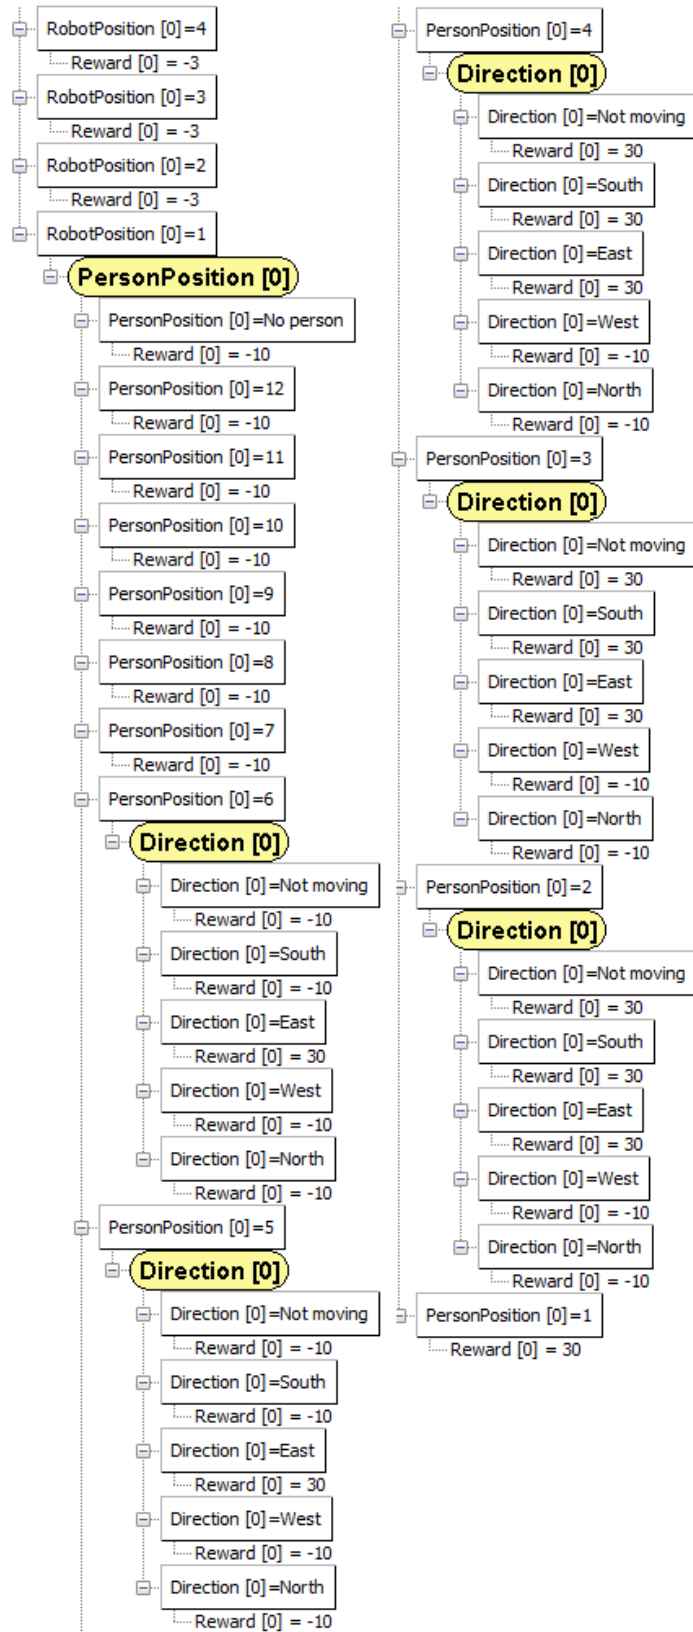 RobotPosition [0]=4
Reward [0] = -3
RobotPosition [0]=3
Reward [0] = -3
RobotPosition [0]=2
Reward [0] = -3
RobotPosition [0]=1
PersonPosition [0]
PersonPosition [0]=No person
Reward [0] = -10
PersonPosition [0]=12
Reward [0] = -10
PersonPosition [0]=11
Reward [0] = -10
PersonPosition [0]=10
Reward [0] = -10
PersonPosition [0]=9
Reward [0] = -10
PersonPosition [0]=8
Reward [0] = -10
PersonPosition [0]=7
Reward [0] = -10
PersonPosition [0]=6
Direction [0]
Direction [0]=Not moving
Reward [0] = -10
Direction [0]=South
Reward [0] = -10
Direction [0]=East
Reward [0] = 30
Direction [0]=West
Reward [0] = -10
Direction [0]=North
Reward [0] = -10
PersonPosition [0]=5
Direction [0]
Direction [0]=Not moving
Reward [0] = -10
Direction [0]=South
Reward [0] = -10
Direction [0]=East
Reward [0] = 30
Direction [0]=West
Reward [0] = -10
Direction [0]=North
Reward [0] = -10
PersonPosition [0]=4
Direction [0]
Direction [0]=Not moving
Reward [0] = 30
Direction [0]=South
Reward [0] = 30
Direction [0]=East
Reward [0] = 30
Direction [0]=West
Reward [0] = -10
Direction [0]=North
Reward [0] = -10
PersonPosition [0]=3
Direction [0]
Direction [0]=Not moving
Reward [0] = 30
Direction [0]=South
Reward [0] = 30
Direction [0]=East
Reward [0] = 30
Direction [0]=West
Reward [0] = -10
Direction [0]=North
Reward [0] = -10
PersonPosition [0]=2
Direction [0]
Direction [0]=Not moving
Reward [0] = 30
Direction [0]=South
Reward [0] = 30
Direction [0]=East
Reward [0] = 30
Direction [0]=West
Reward [0] = -10
Direction [0]=North
Reward [0] = -10
PersonPosition [0]=1
Reward [0] = 30